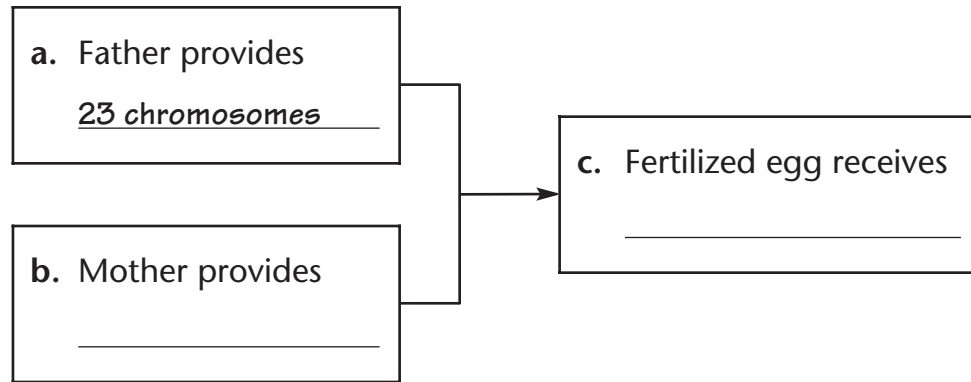 a. Father provides
23 chromosomes
b. Mother provides
c. Fertilized egg receives